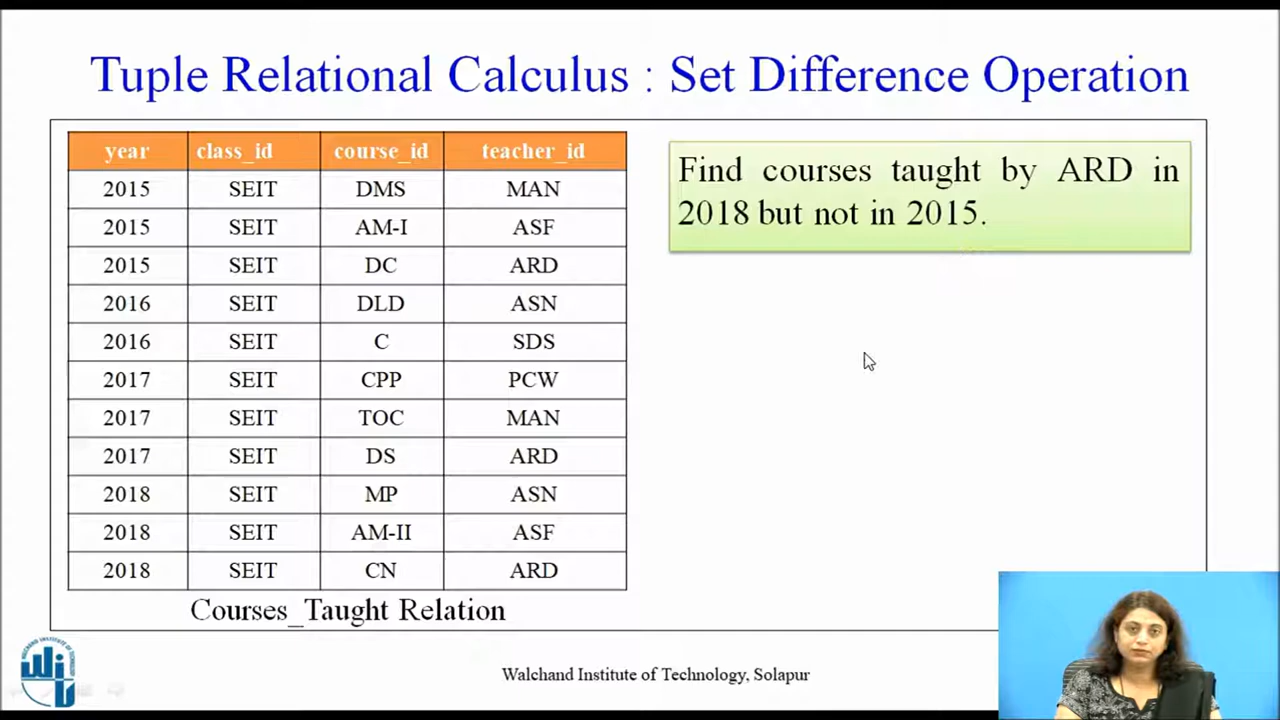 Tuple Relational Calculus : Set Difference Operation
year class_id course_id teacher_id
2015 SEIT DMS MAN
2015 SEIT AM-I ASF
2015 SEIT DC ARD
2016 SEIT DLD ASN
2016 SEIT C SDS
2017 SEIT CPP PCW
2017 SEIT TOC MAN
2017 SEIT DS ARD
2018 SEIT MP ASN
2018 SEIT AM-II ASF
2018 SEIT CN ARD
Courses_Taught Relation
Find courses taught by ARD in
2018 but not in 2015.
Walchand Institute of Technology, Solapur